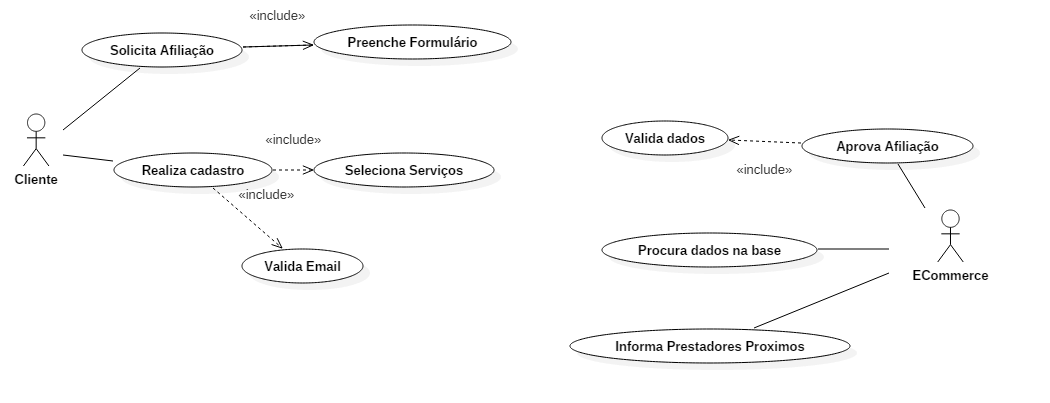 «include»
Solicita Afiliação
Preenche Formulário
«include»
Cliente
Realiza cadastro
Seleciona Serviços
«include»
Valida Email
Valida dados
Aprova Afiliação
«include»
Procura dados na base
ECommerce
Informa Prestadores Proximos